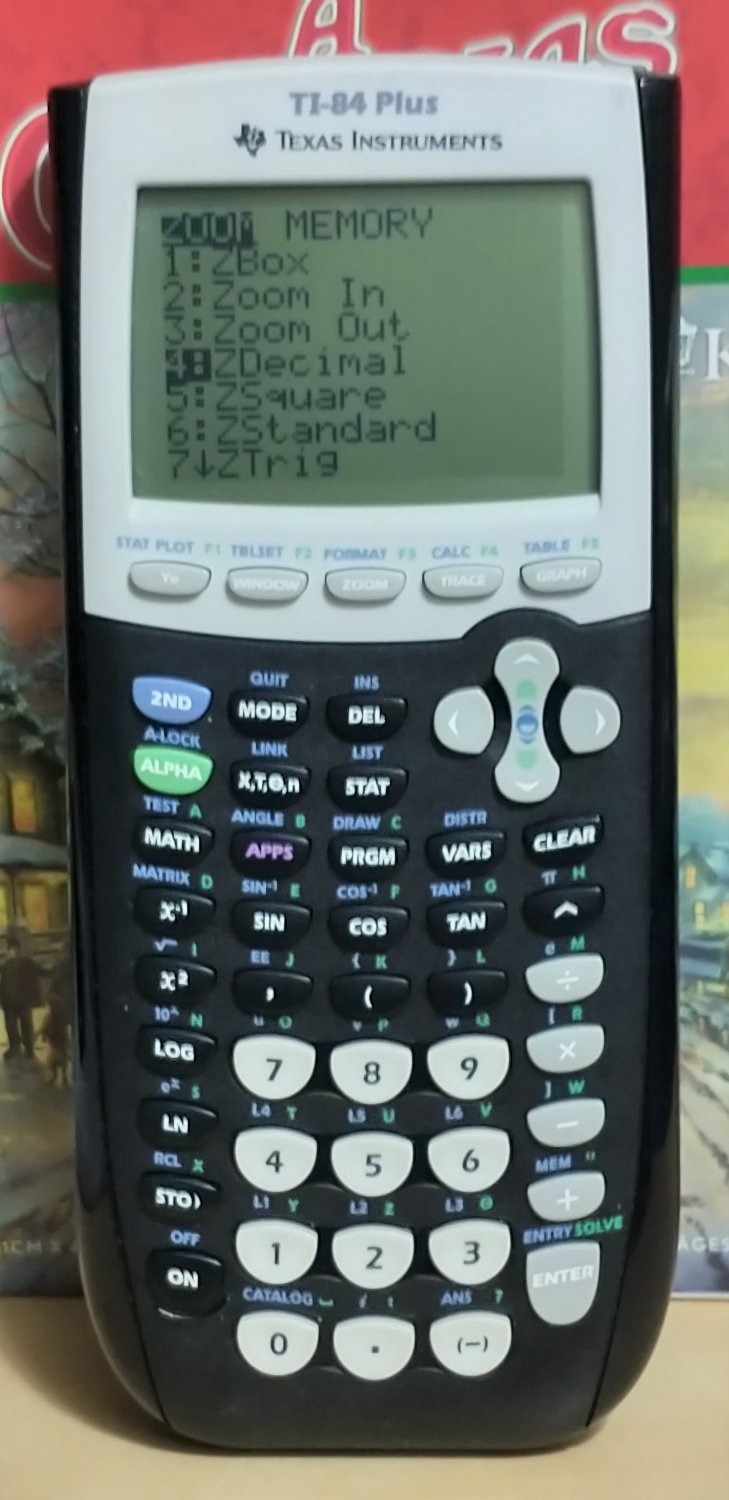 TI-84 Plus
TEXAS INSTRUMENTS
ZOOM MEMORY
1:ZBox
2:Zoom In
3:Zoom Out
4:ZDecimal
5:ZSquare
6:ZStandard
7↓ZTrig
STAT PLOT F1 TBLSET F2 FORMAT F3 CALC F4 TABLE F5
Y= WINDOW ZOOM TRACE GRAPH
QUIT INS
2ND MODE DEL
A-LOCK LINK LIST
ALPHA X,T,Θ,n STAT
TEST A ANGLE B DRAW C DISTR
MATH APPS PRGM VARS CLEAR
MATRIX D SIN⁻¹ E COS⁻¹ F TAN⁻¹ G π H
x⁻¹ SIN COS TAN ^
√ I EE J { K } L e M
x² , ( ) ÷
10ˣ N u O v P w Q [ R
LOG 7 8 9 ×
eˣ S L4 T L5 U L6 V ] W
LN 4 5 6 −
RCL X L1 Y L2 Z L3 θ MEM "
STO› 1 2 3 +
OFF ENTRY SOLVE
ON ENTER
CATALOG ⎵ i : ANS ?
0 . (−)